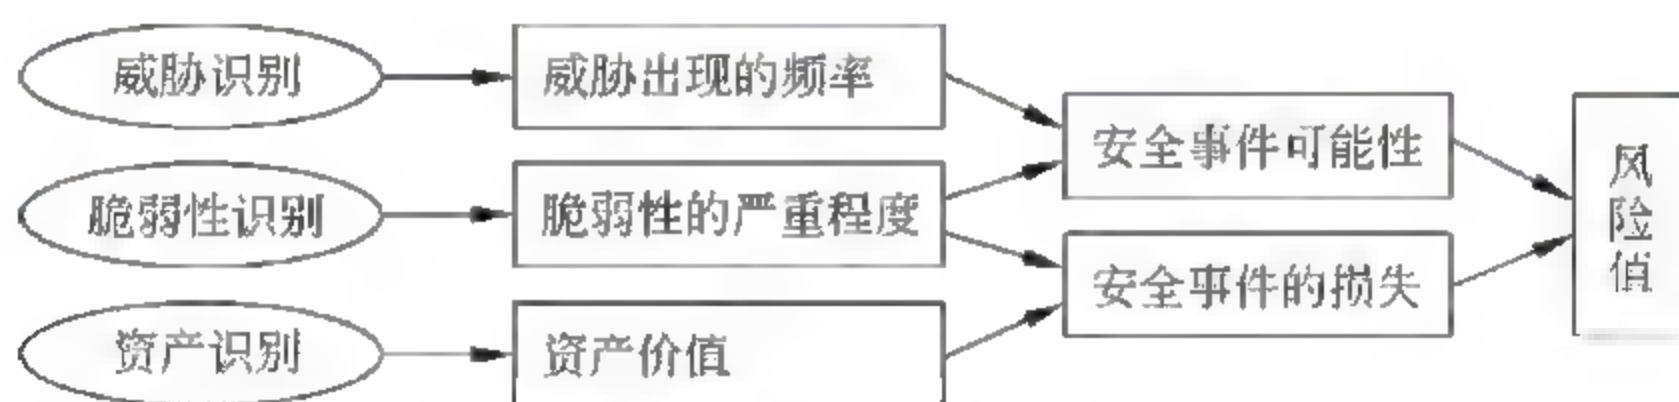 威胁识别
威胁出现的频率
脆弱性识别
脆弱性的严重程度
资产识别
资产价值
安全事件可能性
安全事件的损失
风险值